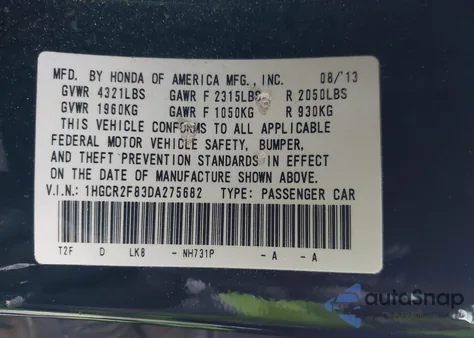 MFD. BY HONDA OF AMERICA MFG., INC. 08/'13
GVWR 4321LBS GAWR F 2315LBS R 2050LBS
GVWR 1960KG GAWR F 1050KG R 930KG
THIS VEHICLE CONFORMS TO ALL APPLICABLE
FEDERAL MOTOR VEHICLE SAFETY, BUMPER,
AND THEFT PREVENTION STANDARDS IN EFFECT
ON THE DATE OF MANUFACTURE SHOWN ABOVE.
V.I.N.: 1HGCR2F83DA275682 TYPE: PASSENGER CAR
T2F D LK8 - NH731P - A - A
autoSnap